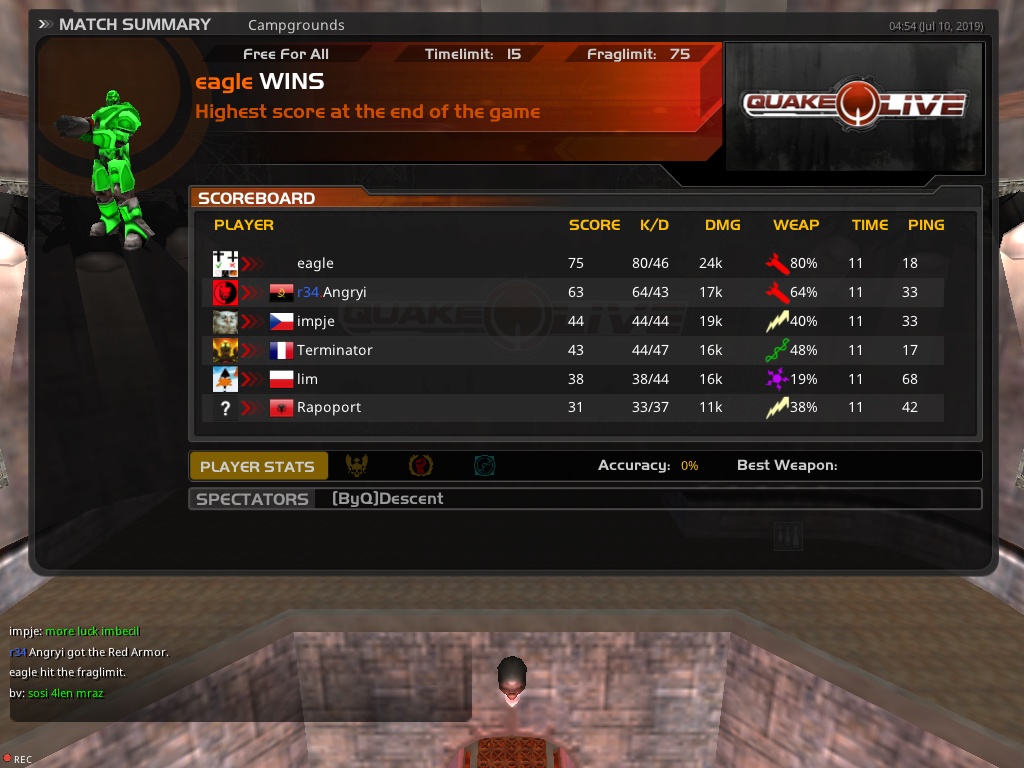 MATCH SUMMARY Campgrounds 04:54 (Jul 10, 2019)
Free For All Timelimit: 15 Fraglimit: 75
eagle WINS
Highest score at the end of the game
QUAKE LIVE
SCOREBOARD
PLAYER SCORE K/D DMG WEAP TIME PING
eagle 75 80/46 24k 80% 11 18
r34.Angryi 63 64/43 17k 64% 11 33
impje 44 44/44 19k 40% 11 33
Terminator 43 44/47 16k 48% 11 17
lim 38 38/44 16k 19% 11 68
? Rapoport 31 33/37 11k 38% 11 42
QUAKE LIVE
PLAYER STATS Accuracy: 0% Best Weapon:
SPECTATORS [ByQ]Descent
impje: more luck imbecil
r34.Angryi got the Red Armor.
eagle hit the fraglimit.
bv: sosi 4len mraz
REC